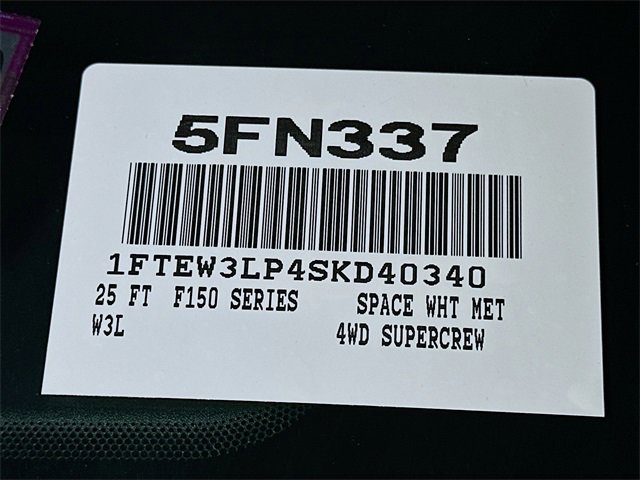 5FN337
1FTEW3LP4SKD40340
25 FT F150 SERIES SPACE WHT MET
W3L 4WD SUPERCREW